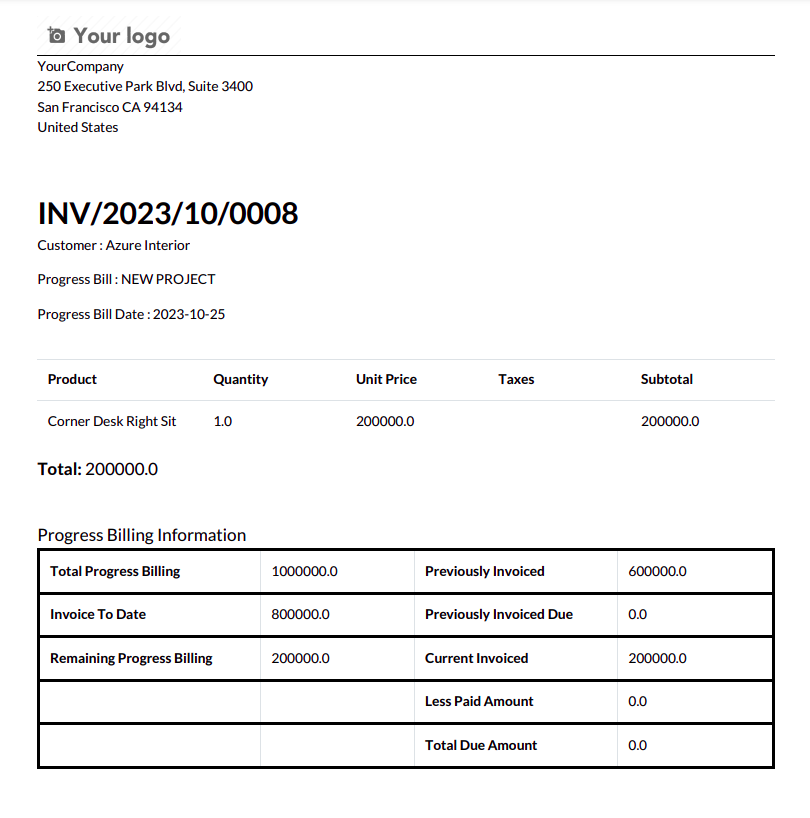 Your logo
YourCompany
250 Executive Park Blvd, Suite 3400
San Francisco CA 94134
United States
INV/2023/10/0008
Customer : Azure Interior
Progress Bill : NEW PROJECT
Progress Bill Date : 2023-10-25
Product Quantity Unit Price Taxes Subtotal
Corner Desk Right Sit 1.0 200000.0 200000.0
Total: 200000.0
Progress Billing Information
Total Progress Billing 1000000.0 Previously Invoiced 600000.0
Invoice To Date 800000.0 Previously Invoiced Due 0.0
Remaining Progress Billing 200000.0 Current Invoiced 200000.0
Less Paid Amount 0.0
Total Due Amount 0.0